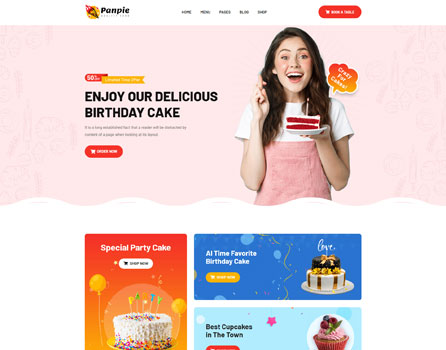 Panpie
HOME MENU PAGES BLOG SHOP
BOOK A TABLE
50%
Limited Time Offer
Crazy
For
Cakes!
ENJOY OUR DELICIOUS
BIRTHDAY CAKE
It is a long established fact that a reader will be distracted by
content of a page when looking at its layout.
ORDER NOW
Special Party Cake
SHOP NOW
Al Time Favorite
Birthday Cake
SHOP NOW
love
Best Cupcakes
In The Town